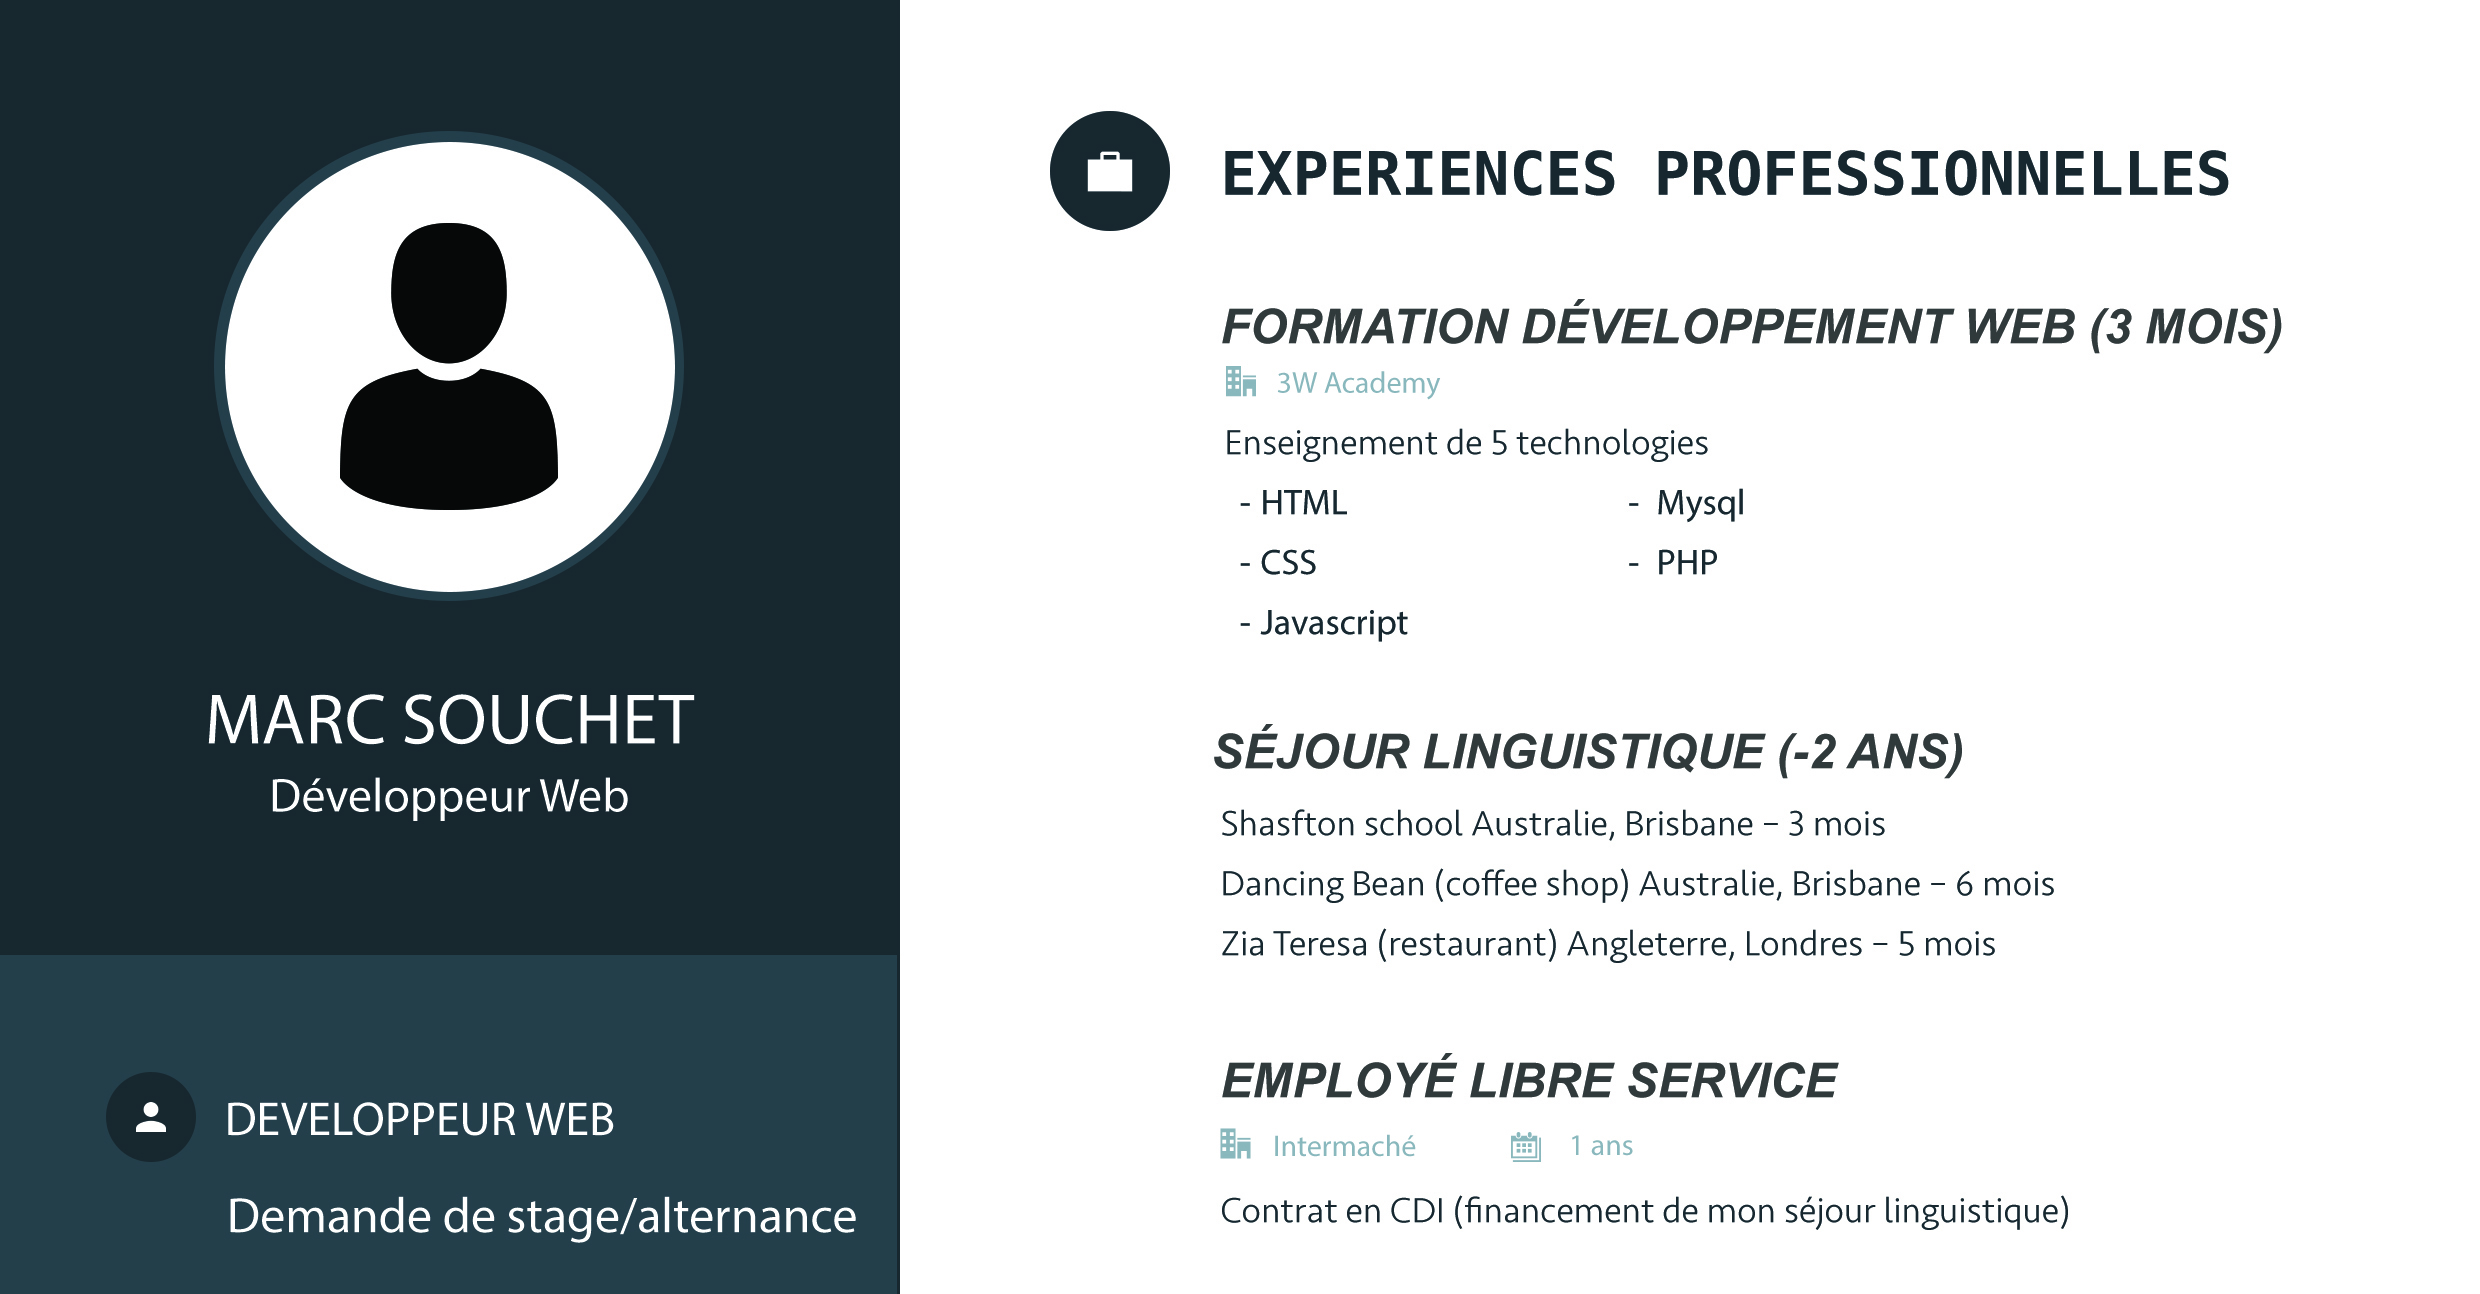 MARC SOUCHET
Développeur Web
DEVELOPPEUR WEB
Demande de stage/alternance
EXPERIENCES PROFESSIONNELLES
FORMATION DÉVELOPPEMENT WEB (3 MOIS)
3W Academy
Enseignement de 5 technologies
- HTML - Mysql
- CSS - PHP
- Javascript
SÉJOUR LINGUISTIQUE (-2 ANS)
Shasfton school Australie, Brisbane – 3 mois
Dancing Bean (coffee shop) Australie, Brisbane – 6 mois
Zia Teresa (restaurant) Angleterre, Londres – 5 mois
EMPLOYÉ LIBRE SERVICE
Intermaché 1 ans
Contrat en CDI (financement de mon séjour linguistique)